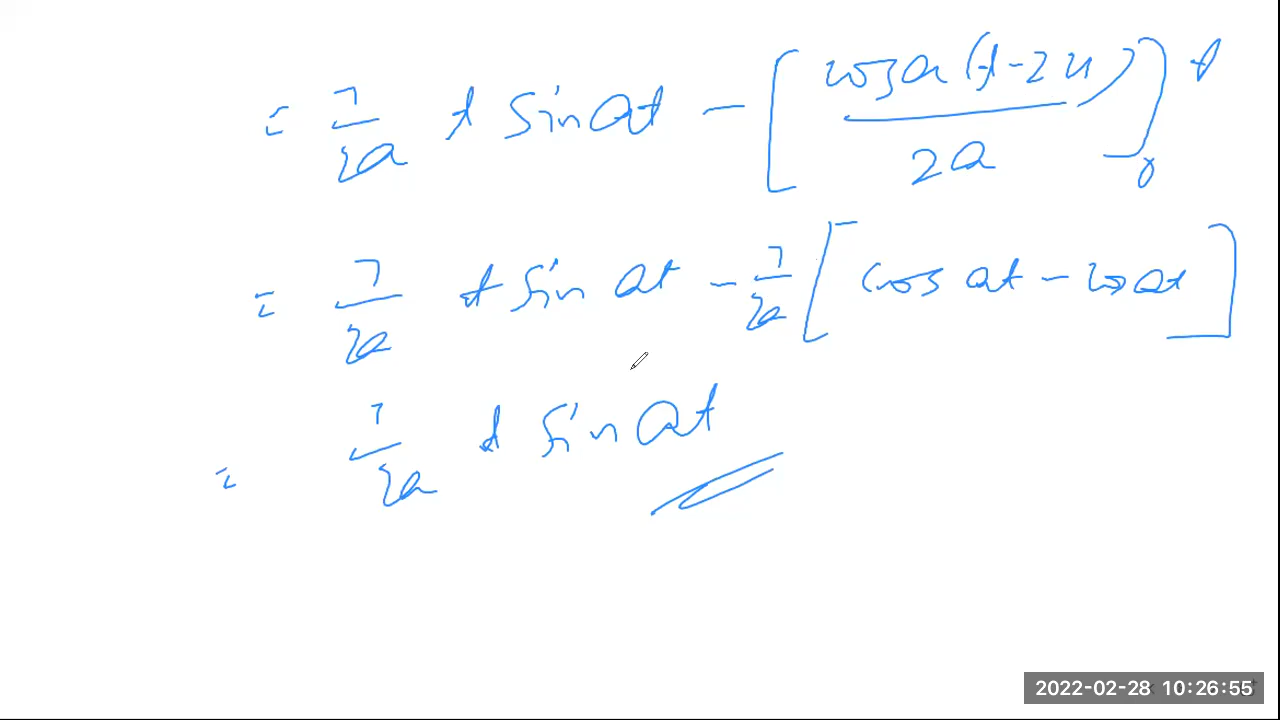 = 1/2a t sin at - [cos a(t-2u)/2a]₀ᵗ
= 1/2a t sin at - 1/2a [cos at - cos at]
= 1/2a t sin at
2022-02-28 10:26:55